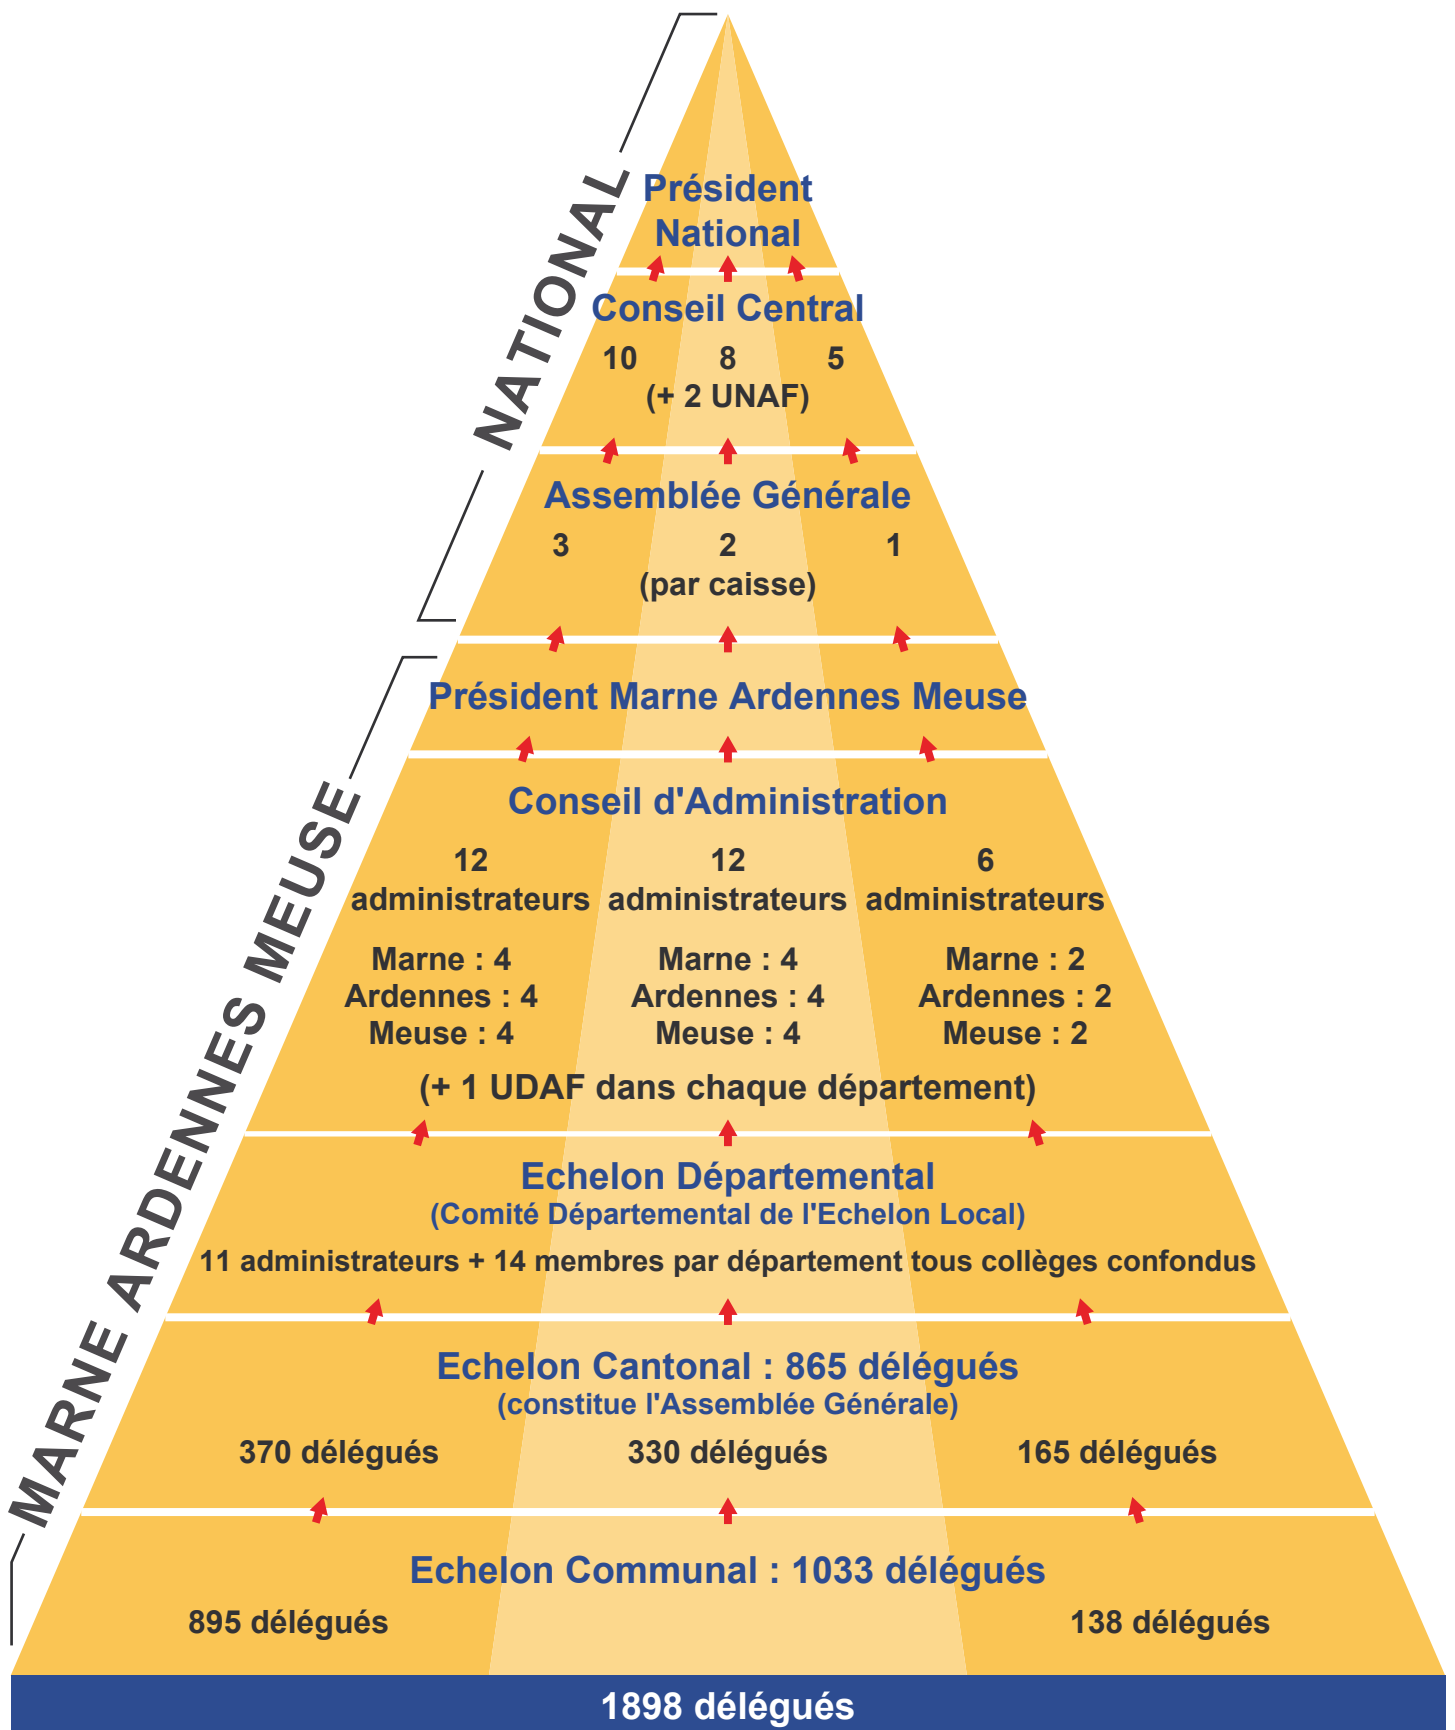 NATIONAL
Président
National
Conseil Central
10 8 5
(+ 2 UNAF)
Assemblée Générale
3 2 1
(par caisse)
MARNE ARDENNES MEUSE
Président Marne Ardennes Meuse
Conseil d'Administration
12 12 6
administrateurs administrateurs administrateurs
Marne : 4 Marne : 4 Marne : 2
Ardennes : 4 Ardennes : 4 Ardennes : 2
Meuse : 4 Meuse : 4 Meuse : 2
(+ 1 UDAF dans chaque département)
Echelon Départemental
(Comité Départemental de l'Echelon Local)
11 administrateurs + 14 membres par département tous collèges confondus
Echelon Cantonal : 865 délégués
(constitue l'Assemblée Générale)
370 délégués 330 délégués 165 délégués
Echelon Communal : 1033 délégués
895 délégués 138 délégués
1898 délégués